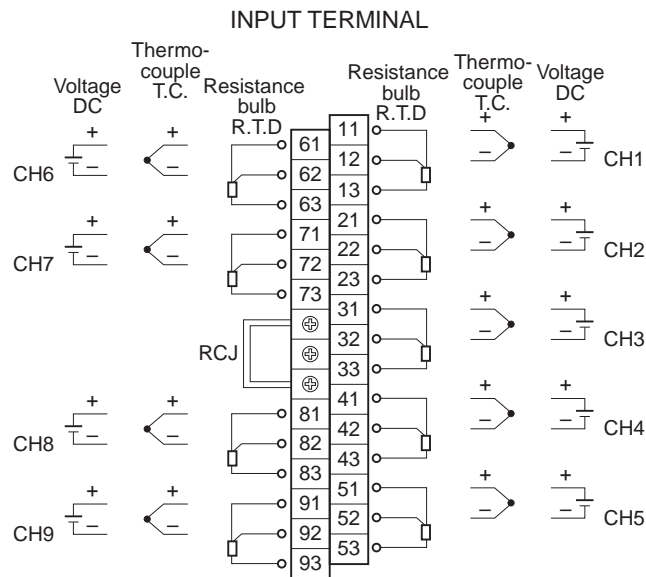 INPUT TERMINAL
Voltage
DC
Thermo-
couple
T.C.
Resistance
bulb
R.T.D
Resistance
bulb
R.T.D
Thermo-
couple
T.C.
Voltage
DC
CH6 + − + − 61 62 63
CH7 + − + − 71 72 73
RCJ
CH8 + − + − 81 82 83
CH9 + − + − 91 92 93
11 12 13 + − + − CH1
21 22 23 + − + − CH2
31 32 33 + − + − CH3
41 42 43 + − + − CH4
51 52 53 + − + − CH5